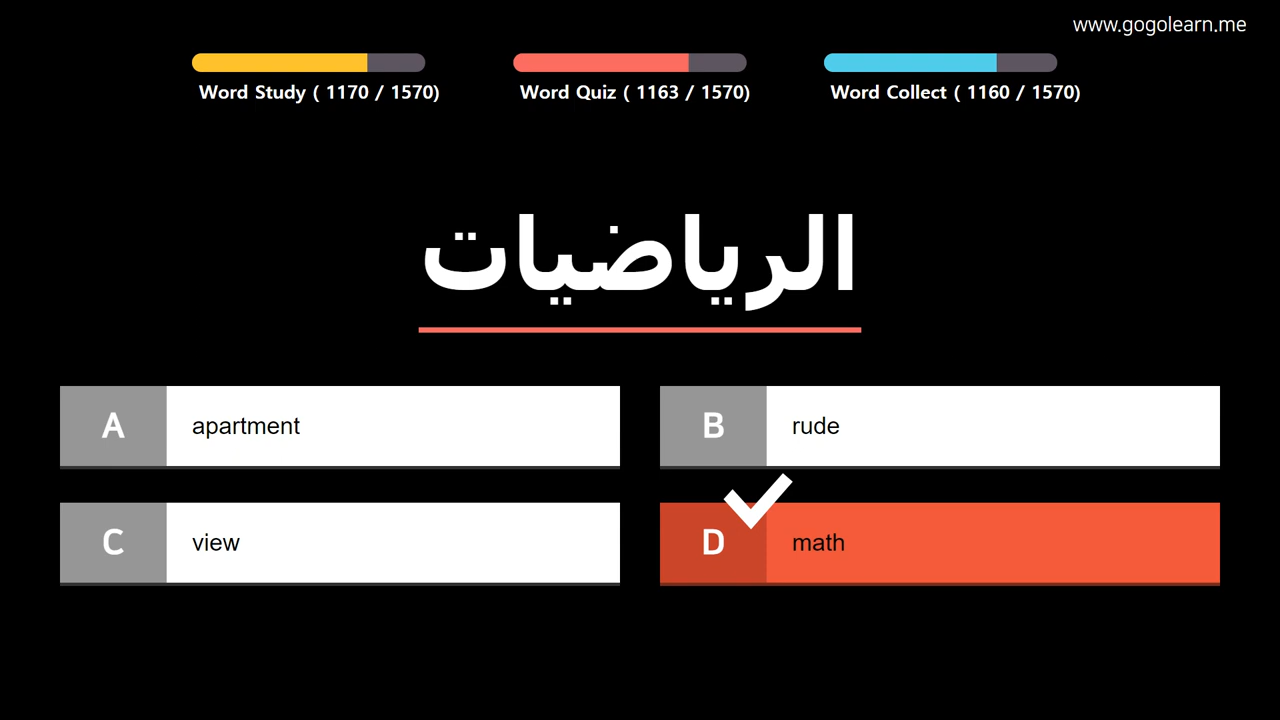 www.gogolearn.me
Word Study ( 1170 / 1570)
Word Quiz ( 1163 / 1570)
Word Collect ( 1160 / 1570)
الرياضيات
A apartment
B rude
C view
D math